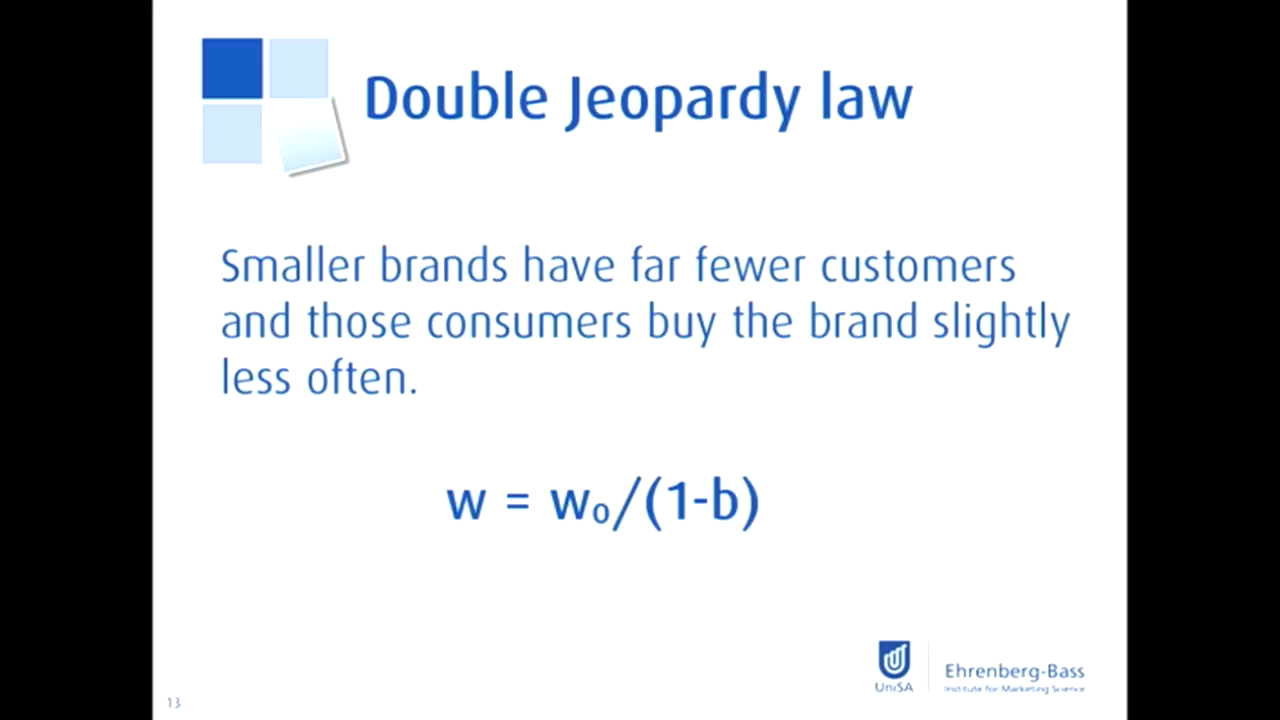 Double Jeopardy law
Smaller brands have far fewer customers
and those consumers buy the brand slightly
less often.
w = w₀/(1-b)
UniSA
Ehrenberg-Bass
Institute for Marketing Science
13